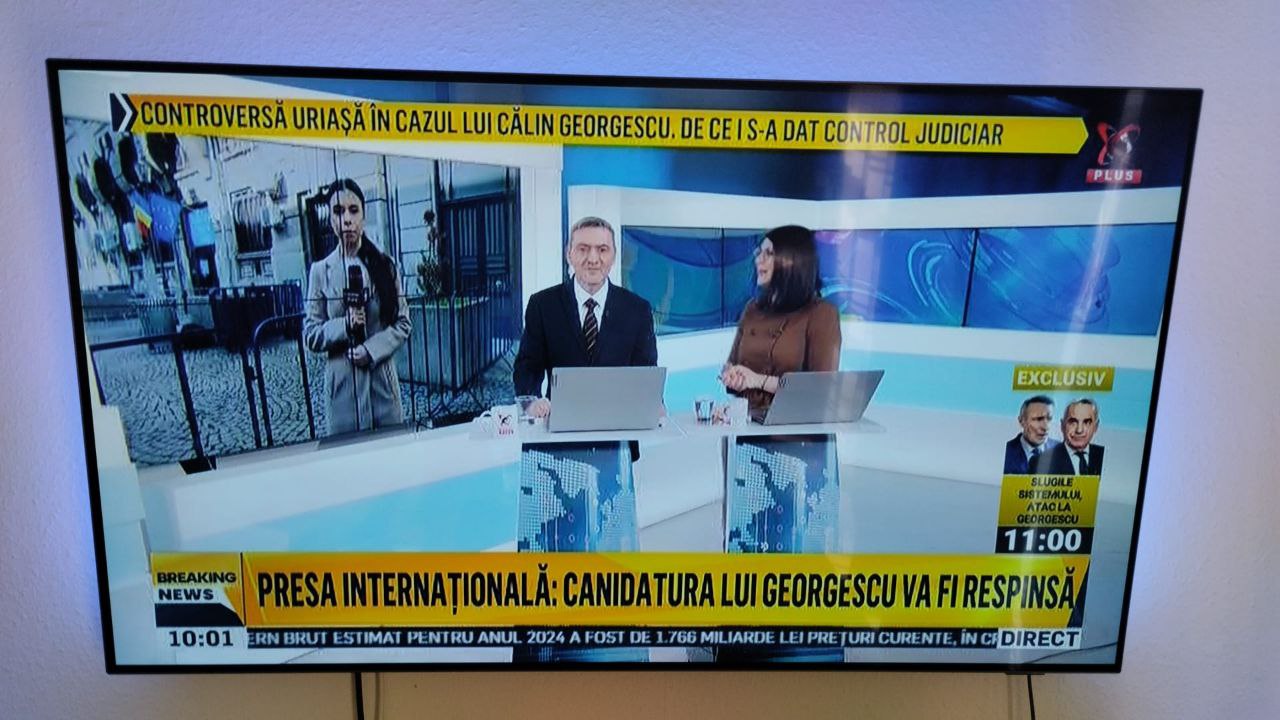 CONTROVERSĂ URIAȘĂ ÎN CAZUL LUI CĂLIN GEORGESCU. DE CE I S-A DAT CONTROL JUDICIAR
PLUS
EXCLUSIV
SLUGILE
SISTEMULUI,
ATAC LA
GEORGESCU
11:00
BREAKING
NEWS
PRESA INTERNAȚIONALĂ: CANIDATURA LUI GEORGESCU VA FI RESPINSĂ
10:01
ERN BRUT ESTIMAT PENTRU ANUL 2024 A FOST DE 1.766 MILIARDE LEI PREȚURI CURENTE, ÎN
DIRECT